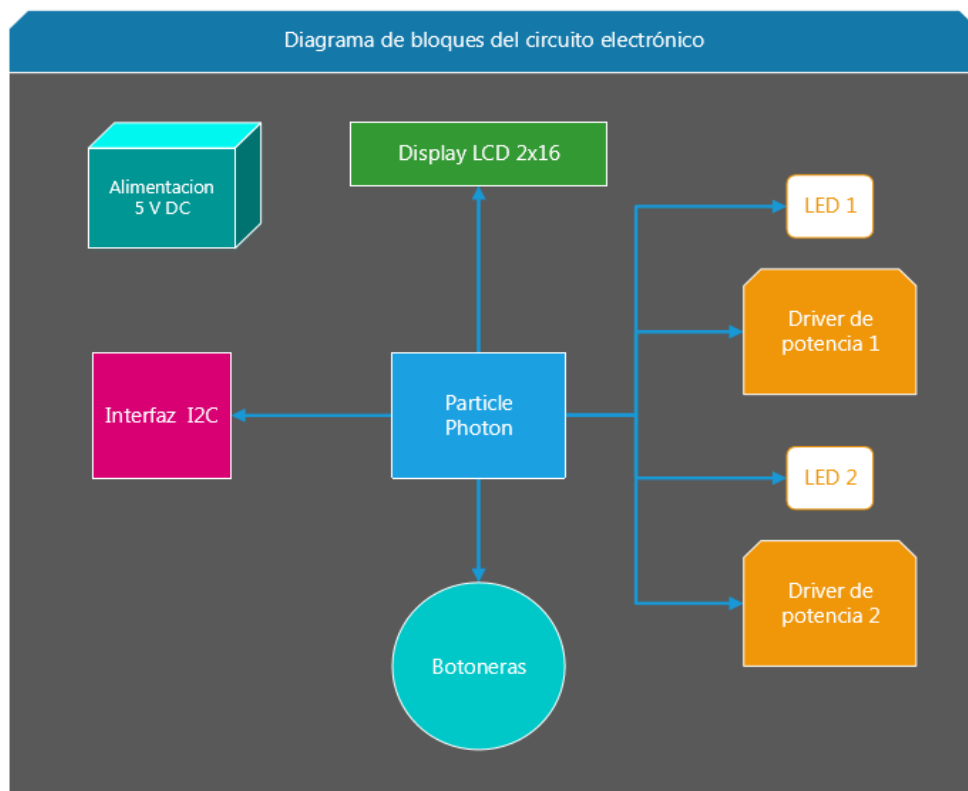 Diagrama de bloques del circuito electrónico
Alimentacion
5 V DC
Display LCD 2x16
LED 1
Driver de
potencia 1
Interfaz I2C
Particle
Photon
LED 2
Driver de
potencia 2
Botoneras